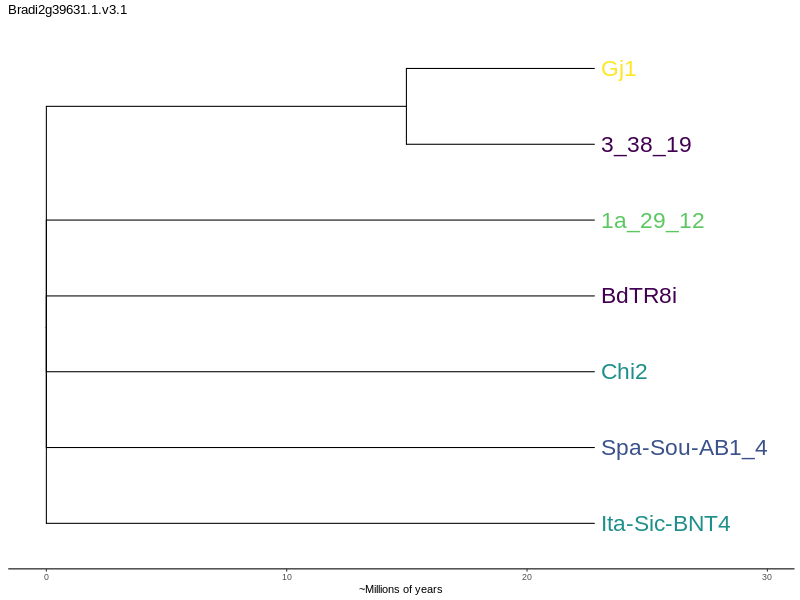 Bradi2g39631.1.v3.1
Gj1
3_38_19
1a_29_12
BdTR8i
Chi2
Spa-Sou-AB1_4
Ita-Sic-BNT4
0 10 20 30
~Millions of years